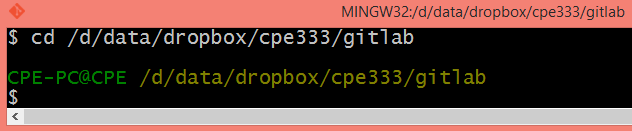 MINGW32:/d/data/dropbox/cpe333/gitlab
$ cd /d/data/dropbox/cpe333/gitlab
CPE-PC@CPE /d/data/dropbox/cpe333/gitlab
$